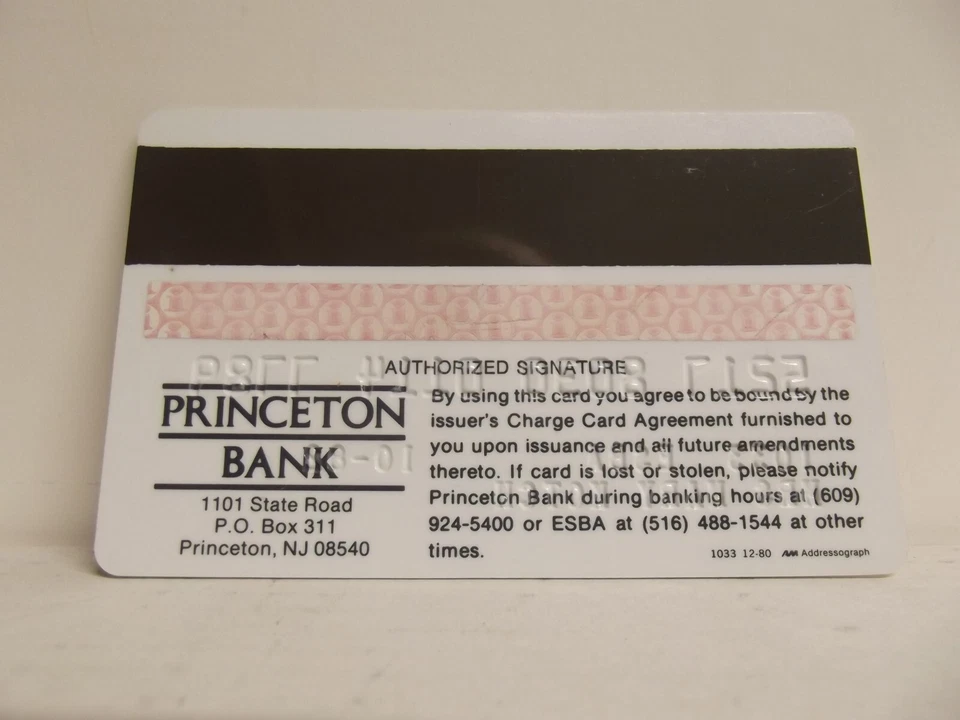 AUTHORIZED SIGNATURE
PRINCETON
BANK
1101 State Road
P.O. Box 311
Princeton, NJ 08540
By using this card you agree to be bound by the
issuer's Charge Card Agreement furnished to
you upon issuance and all future amendments
thereto. If card is lost or stolen, please notify
Princeton Bank during banking hours at (609)
924-5400 or ESBA at (516) 488-1544 at other
times.
1033 12-80 AM Addressograph